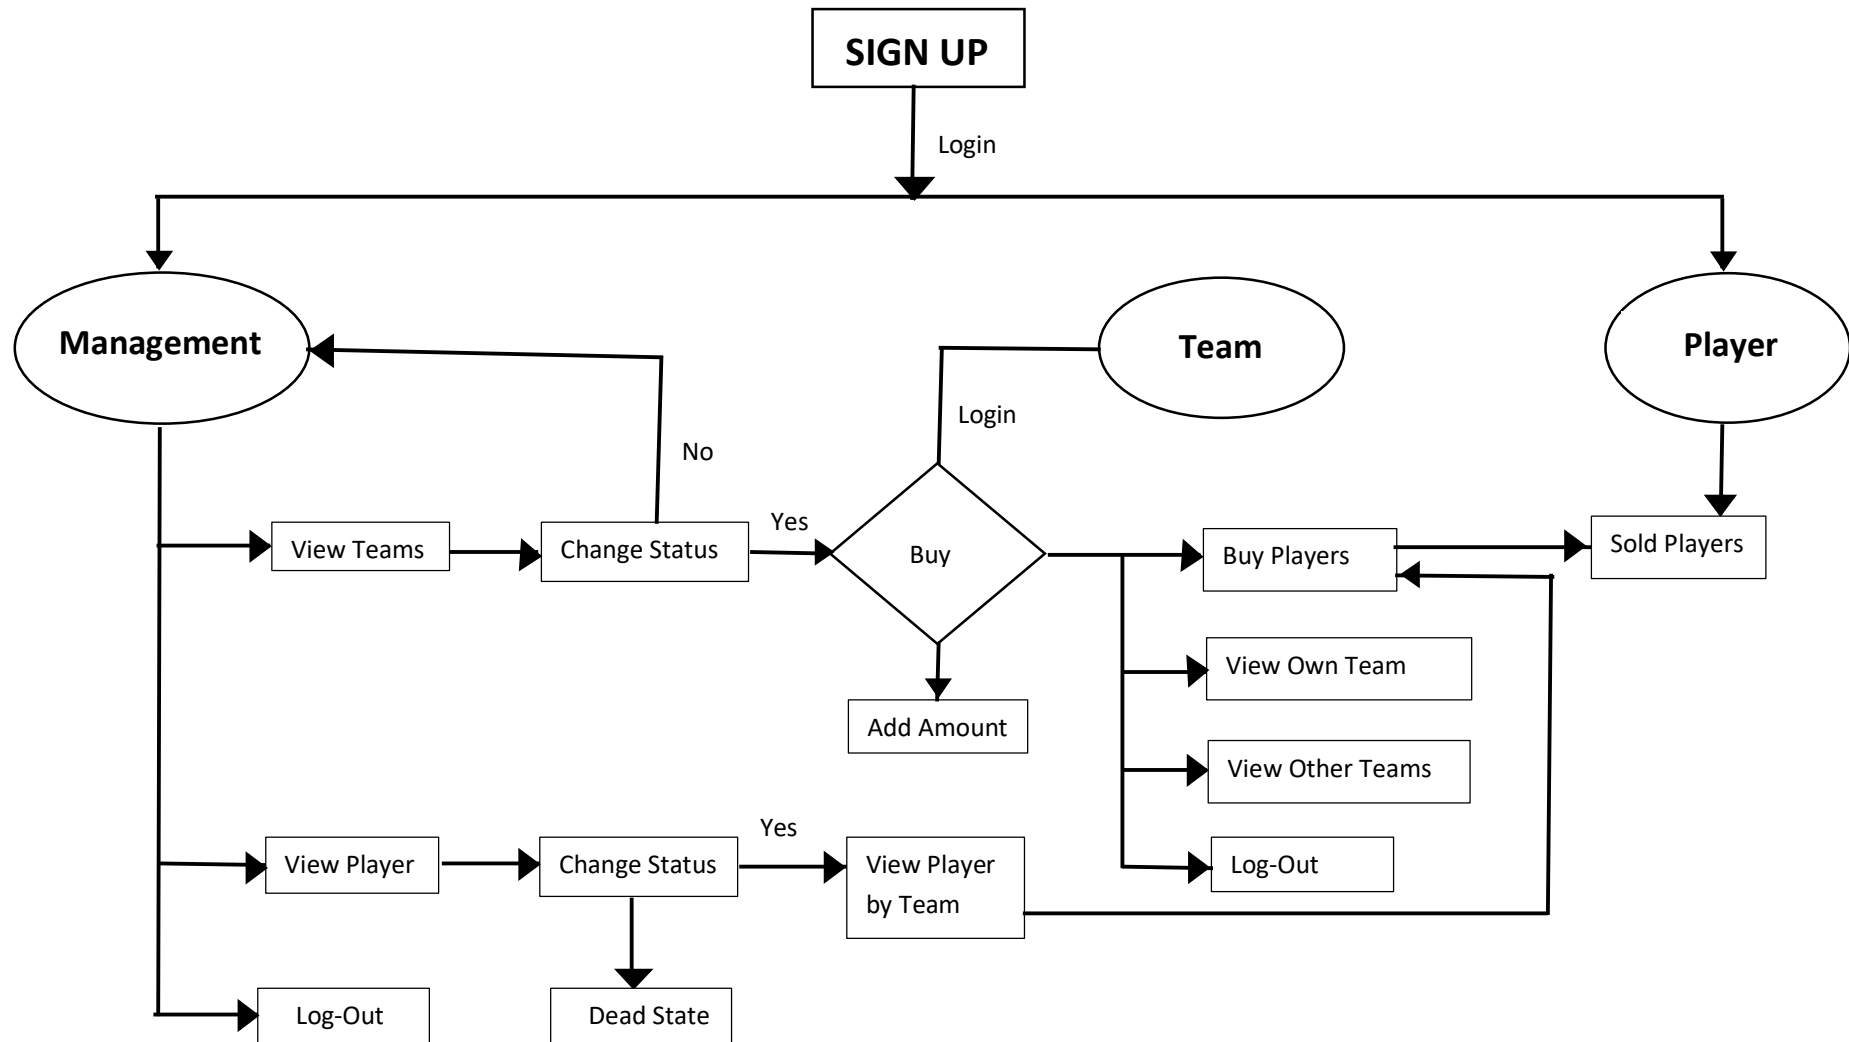 SIGN UP
Login
Management
Team
Player
Login
No
Yes
View Teams
Change Status
Buy
Buy Players
Sold Players
View Own Team
Add Amount
View Other Teams
Yes
View Player
Change Status
View Player
by Team
Log-Out
Log-Out
Dead State